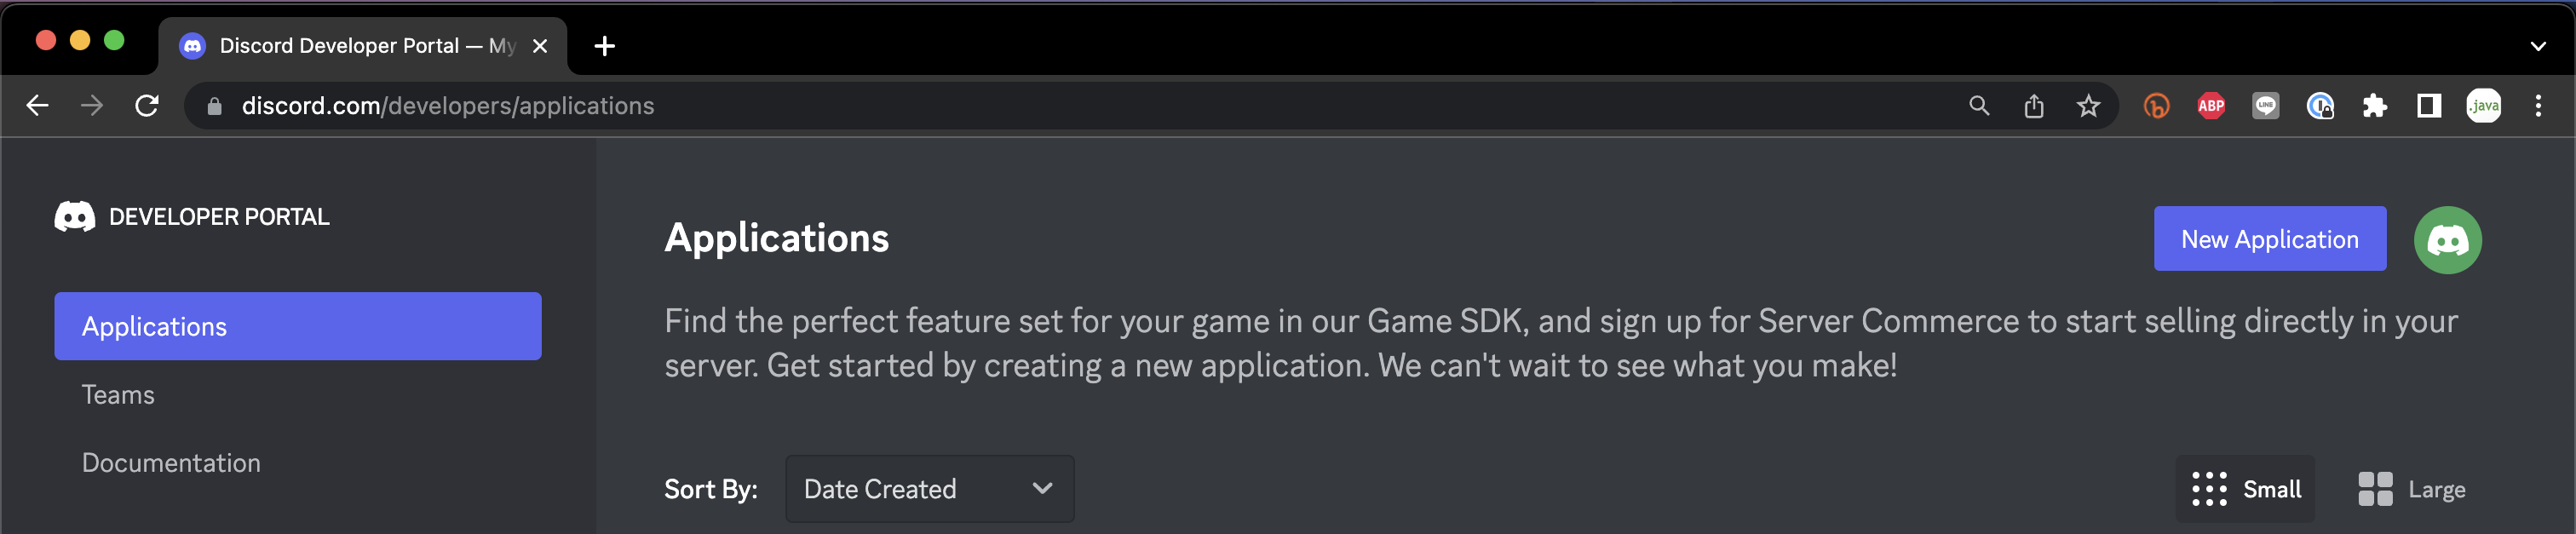 Discord Developer Portal — My
discord.com/developers/applications
ABP
LINE
.java
DEVELOPER PORTAL
Applications
Teams
Documentation
Applications
New Application
Find the perfect feature set for your game in our Game SDK, and sign up for Server Commerce to start selling directly in your
server. Get started by creating a new application. We can't wait to see what you make!
Sort By:
Date Created
Small
Large